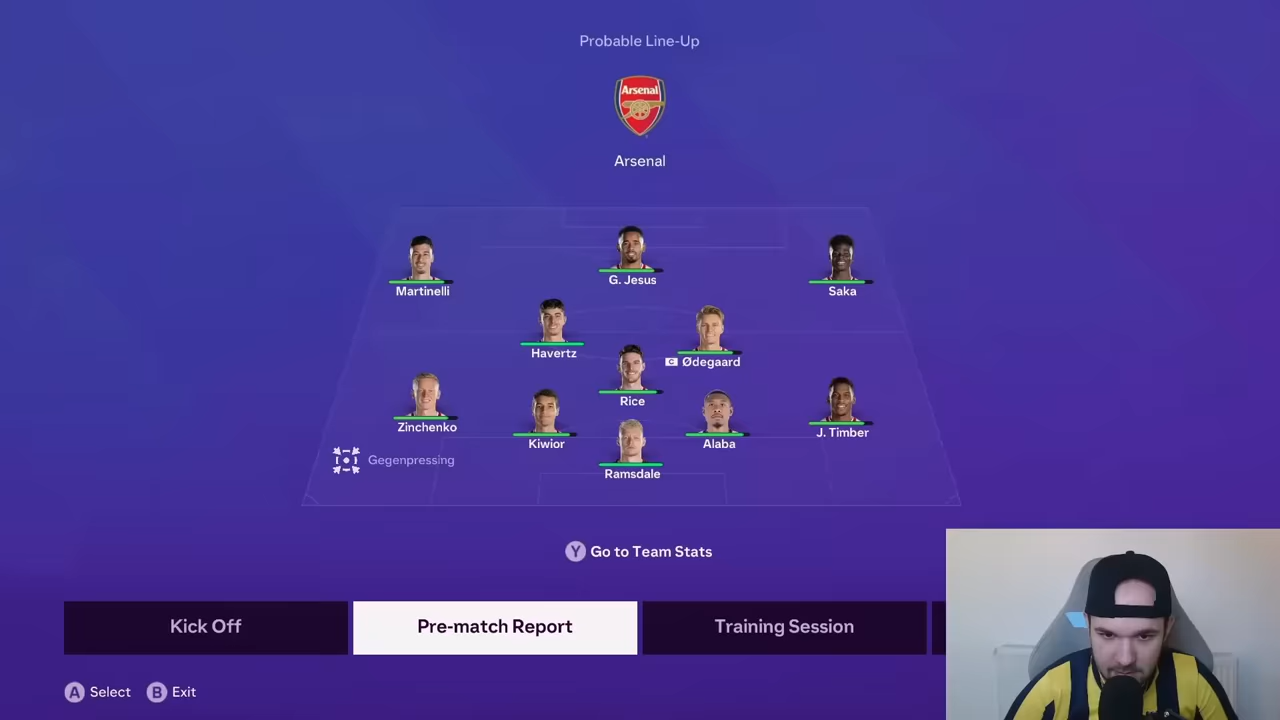 Probable Line-Up
Arsenal
Arsenal
Martinelli
G. Jesus
Saka
Havertz
C Ødegaard
Rice
Zinchenko
Kiwior
Alaba
J. Timber
Ramsdale
Gegenpressing
Y Go to Team Stats
Kick Off
Pre-match Report
Training Session
A Select B Exit